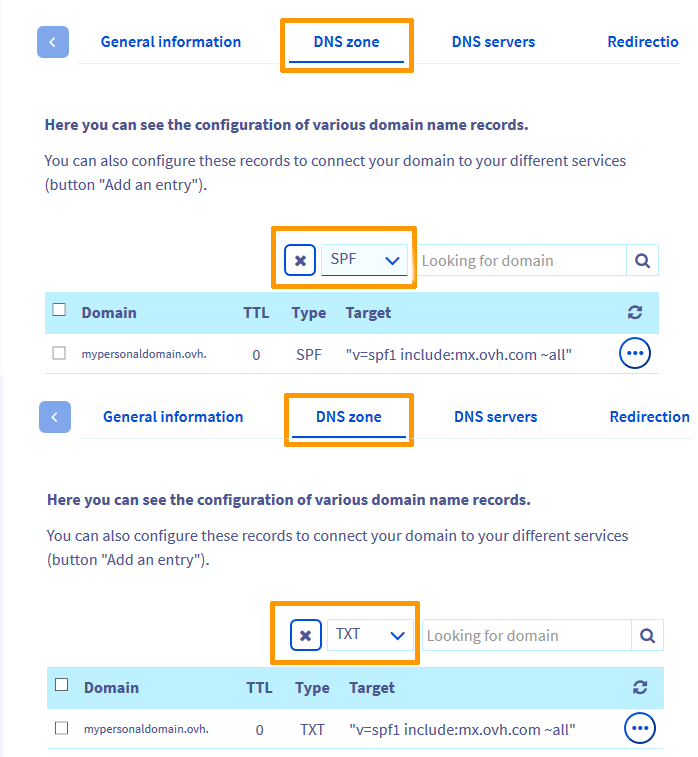 General information DNS zone DNS servers Redirectio
Here you can see the configuration of various domain name records.
You can also configure these records to connect your domain to your different services
(button "Add an entry").
SPF Looking for domain
Domain TTL Type Target
mypersonaldomain.ovh. 0 SPF "v=spf1 include:mx.ovh.com ~all"
General information DNS zone DNS servers Redirection
Here you can see the configuration of various domain name records.
You can also configure these records to connect your domain to your different services
(button "Add an entry").
TXT Looking for domain
Domain TTL Type Target
mypersonaldomain.ovh. 0 TXT "v=spf1 include:mx.ovh.com ~all"